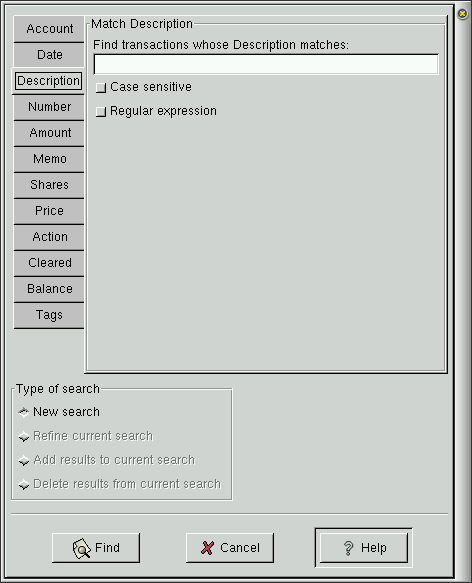 Account
Date
Description
Number
Amount
Memo
Shares
Price
Action
Cleared
Balance
Tags
Match Description
Find transactions whose Description matches:
Case sensitive
Regular expression
Type of search
New search
Refine current search
Add results to current search
Delete results from current search
Find
Cancel
? Help